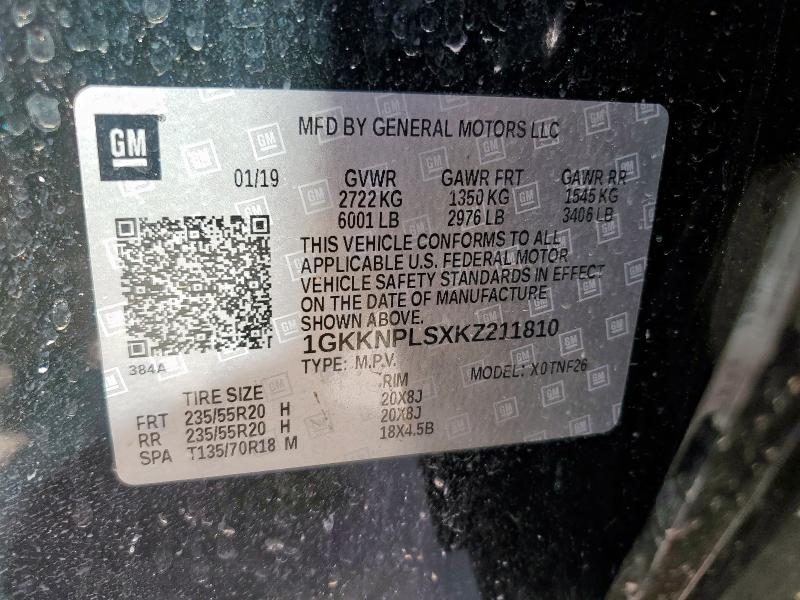 GM
MFD BY GENERAL MOTORS LLC
01/19 GVWR GAWR FRT GAWR RR
2722 KG 1350 KG 1545 KG
6001 LB 2976 LB 3406 LB
THIS VEHICLE CONFORMS TO ALL
APPLICABLE U.S. FEDERAL MOTOR
VEHICLE SAFETY STANDARDS IN EFFECT
ON THE DATE OF MANUFACTURE
SHOWN ABOVE.
1GKKNPLSXKZ211810
384A
TYPE: M.P.V. MODEL: X0TNF26
TIRE SIZE RIM
FRT 235/55R20 H 20X8J
RR 235/55R20 H 20X8J
SPA T135/70R18 M 18X4.5B